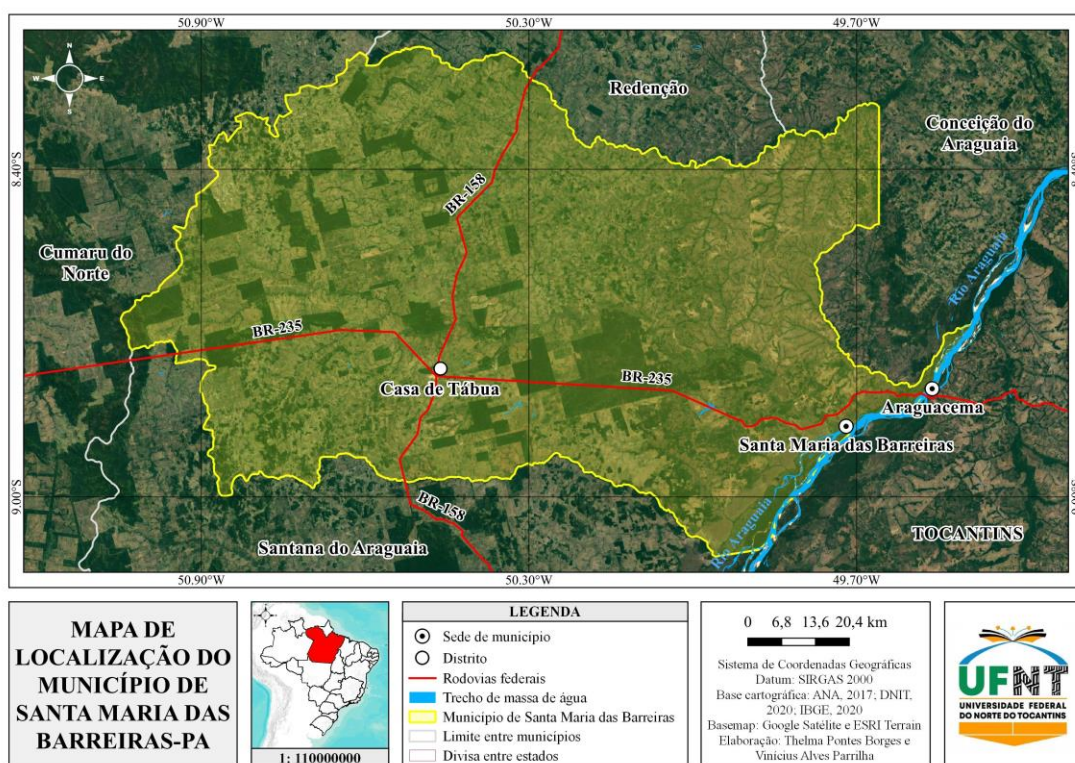 50.90°W 50.30°W 49.70°W
N
W E
S
Redenção
Conceição do
Araguaia
8.40°S 8.40°S
BR-158
Rio Araguaia
Cumaru do
Norte
BR-235
Casa de Tábua
BR-235
Araguacema
Santa Maria das Barreiras
9.00°S 9.00°S
BR-158
Rio Araguaia
Santana do Araguaia
TOCANTINS
50.90°W 50.30°W 49.70°W
MAPA DE
LOCALIZAÇÃO DO
MUNICÍPIO DE
SANTA MARIA DAS
BARREIRAS-PA
1: 110000000
LEGENDA
Sede de município
Distrito
Rodovias federais
Trecho de massa de água
Município de Santa Maria das Barreiras
Limite entre municípios
Divisa entre estados
0 6,8 13,6 20,4 km
Sistema de Coordenadas Geográficas
Datum: SIRGAS 2000
Base cartográfica: ANA, 2017; DNIT,
2020; IBGE, 2020
Basemap: Google Satélite e ESRI Terrain
Elaboração: Thelma Pontes Borges e
Vinícius Alves Parrilha
UFNT
UNIVERSIDADE FEDERAL
DO NORTE DO TOCANTINS